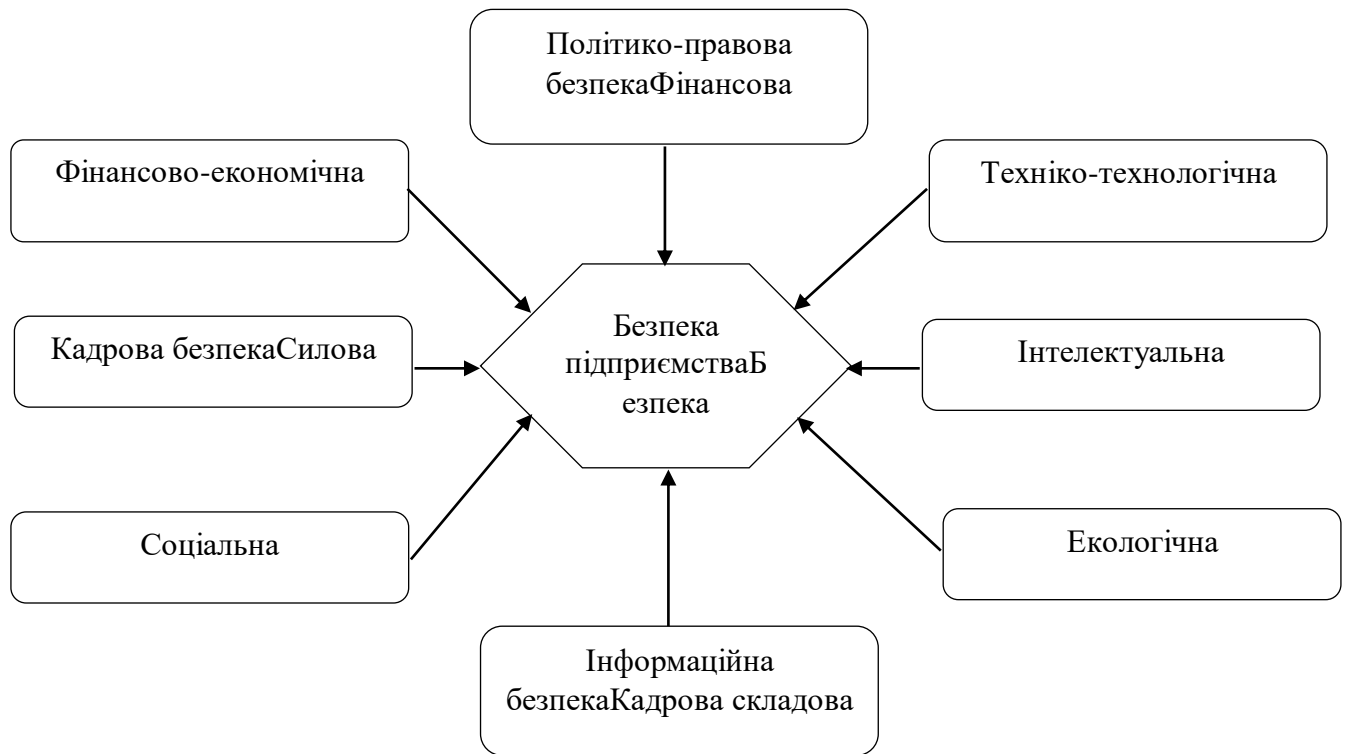 Політико-правова
безпекаФінансова
Фінансово-економічна
Техніко-технологічна
Кадрова безпекаСилова
Безпека
підприємстваБ
езпека
Інтелектуальна
Соціальна
Екологічна
Інформаційна
безпекаКадрова складова